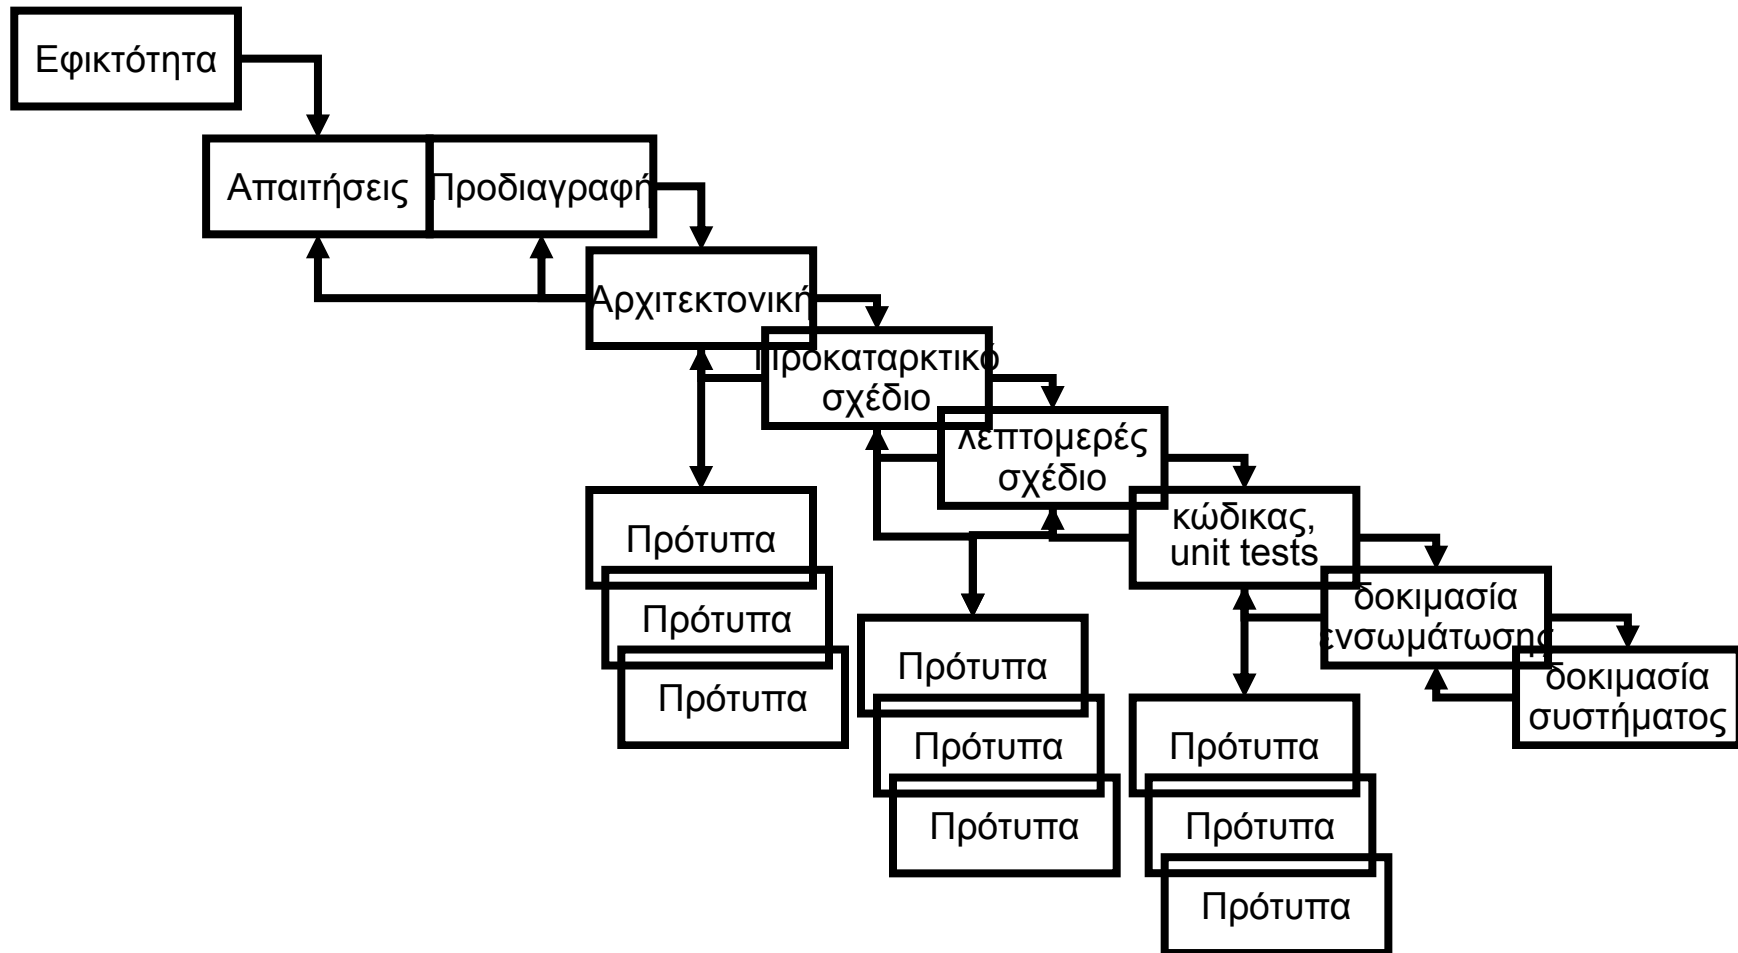 Εφικτότητα
Απαιτήσεις
Προδιαγραφή
Αρχιτεκτονική
Προκαταρκτικό
σχέδιο
λεπτομερές
σχέδιο
κώδικας,
unit tests
δοκιμασία
ενσωμάτωσης
δοκιμασία
συστήματος
Πρότυπα
Πρότυπα
Πρότυπα
Πρότυπα
Πρότυπα
Πρότυπα
Πρότυπα
Πρότυπα
Πρότυπα